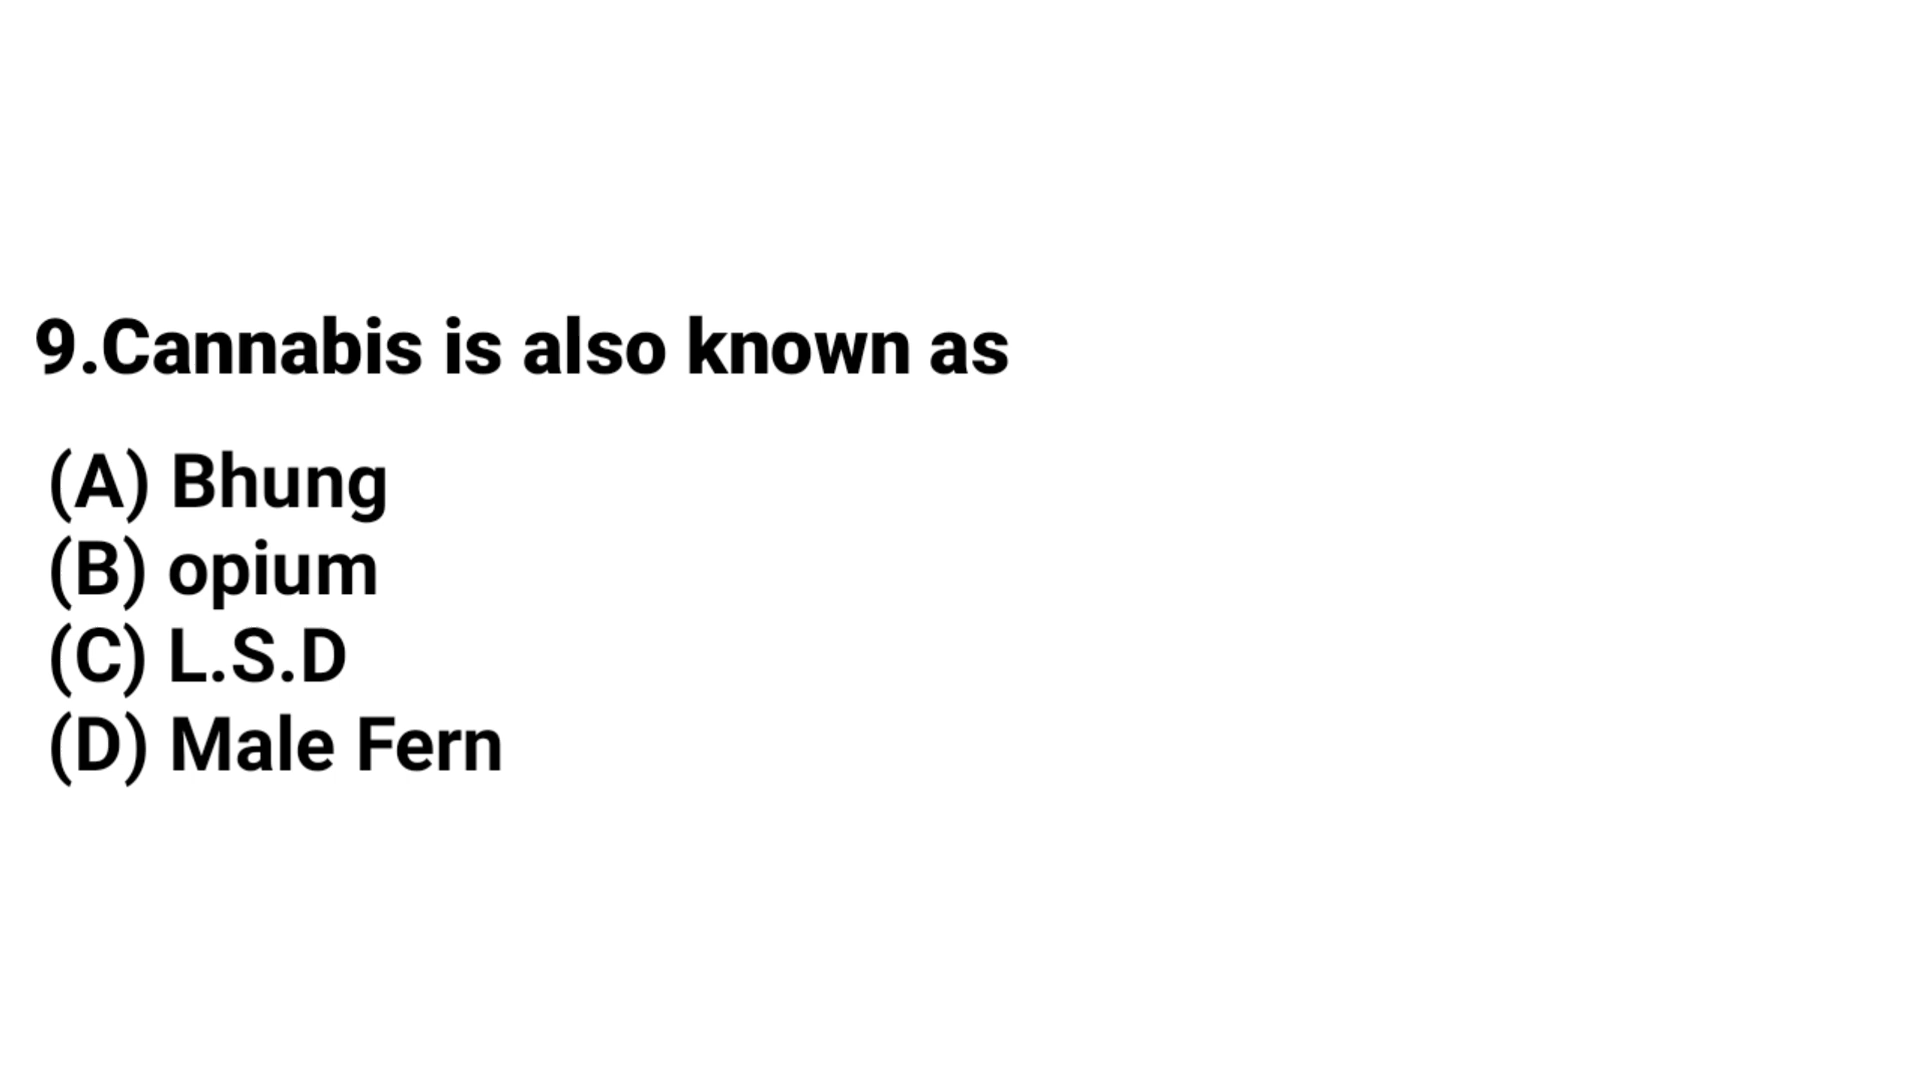 9.Cannabis is also known as
(A) Bhung
(B) opium
(C) L.S.D
(D) Male Fern